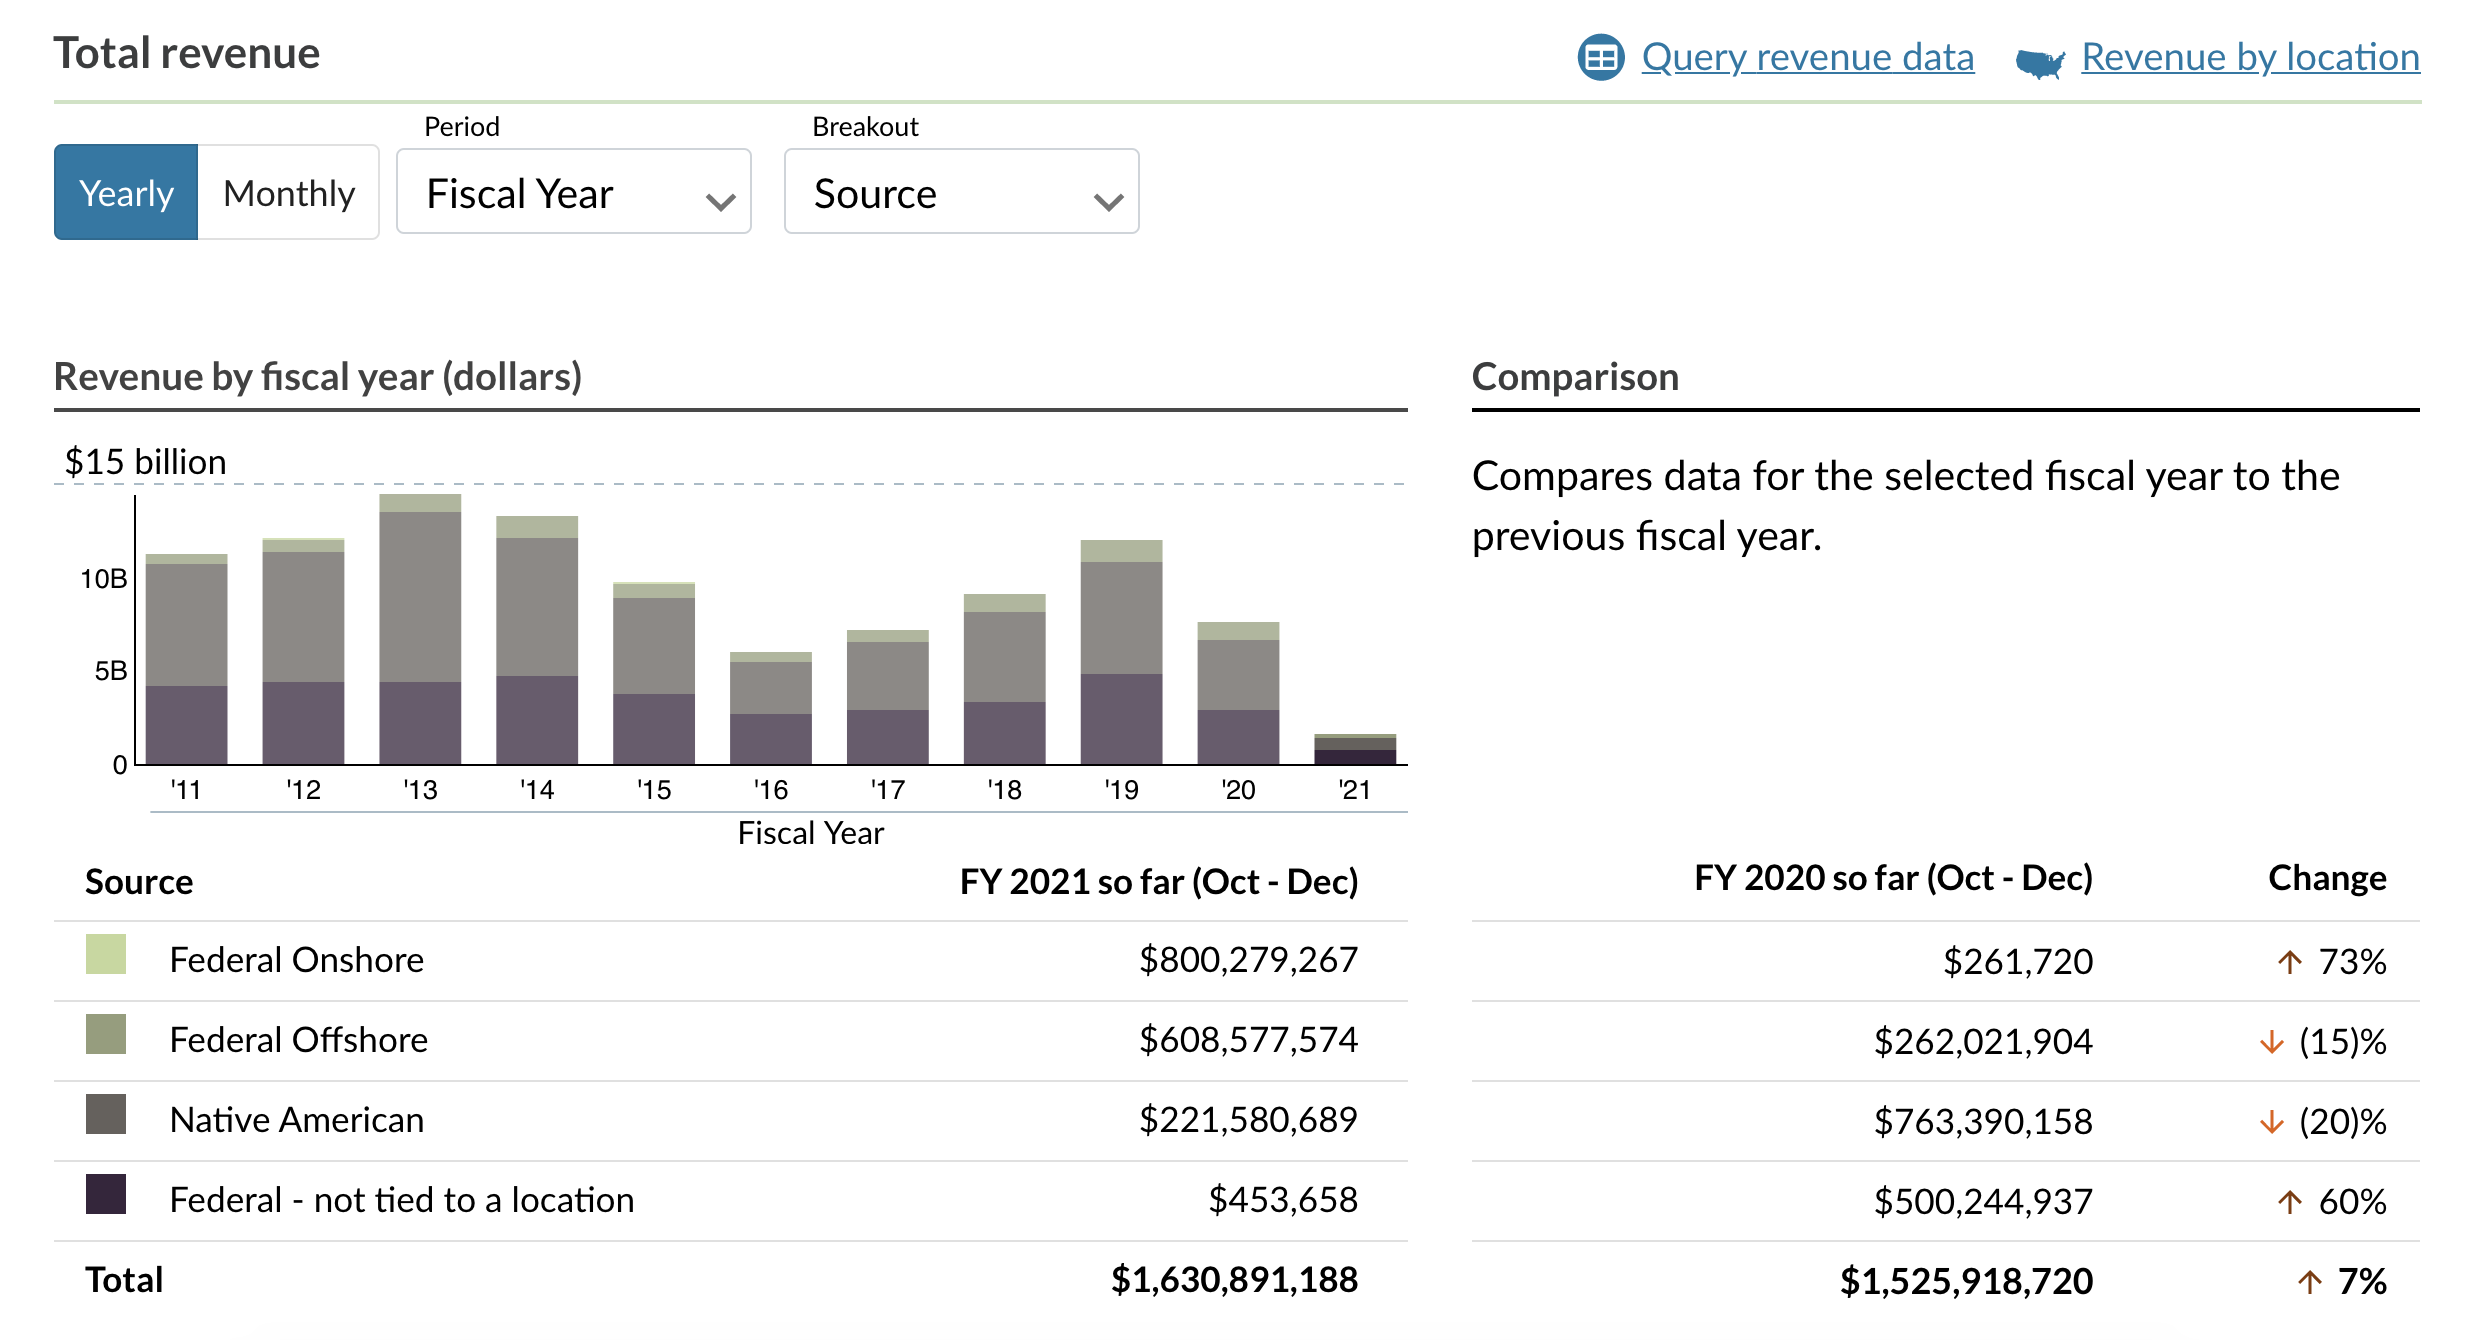 Total revenue
Query revenue data
Revenue by location
Period
Breakout
Yearly
Monthly
Fiscal Year
Source
Revenue by fiscal year (dollars)
$15 billion
10B
5B
0
'11 '12 '13 '14 '15 '16 '17 '18 '19 '20 '21
Fiscal Year
Comparison
Compares data for the selected fiscal year to the
previous fiscal year.
Source FY 2021 so far (Oct - Dec) FY 2020 so far (Oct - Dec) Change
Federal Onshore $800,279,267 $261,720 ↑ 73%
Federal Offshore $608,577,574 $262,021,904 ↓ (15)%
Native American $221,580,689 $763,390,158 ↓ (20)%
Federal - not tied to a location $453,658 $500,244,937 ↑ 60%
Total $1,630,891,188 $1,525,918,720 ↑ 7%